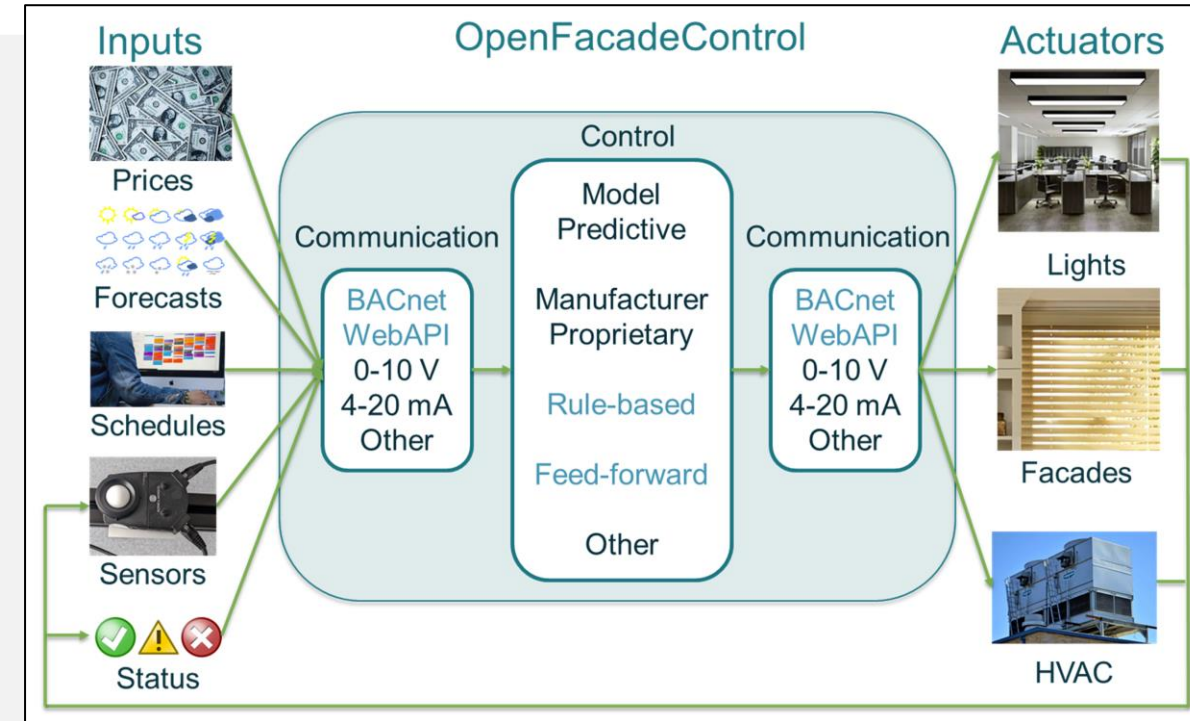 Inputs
OpenFacadeControl
Actuators
Prices
Forecasts
Schedules
Sensors
Status
Communication
BACnet
WebAPI
0-10 V
4-20 mA
Other
Control
Model
Predictive
Manufacturer
Proprietary
Rule-based
Feed-forward
Other
Communication
BACnet
WebAPI
0-10 V
4-20 mA
Other
Lights
Facades
HVAC